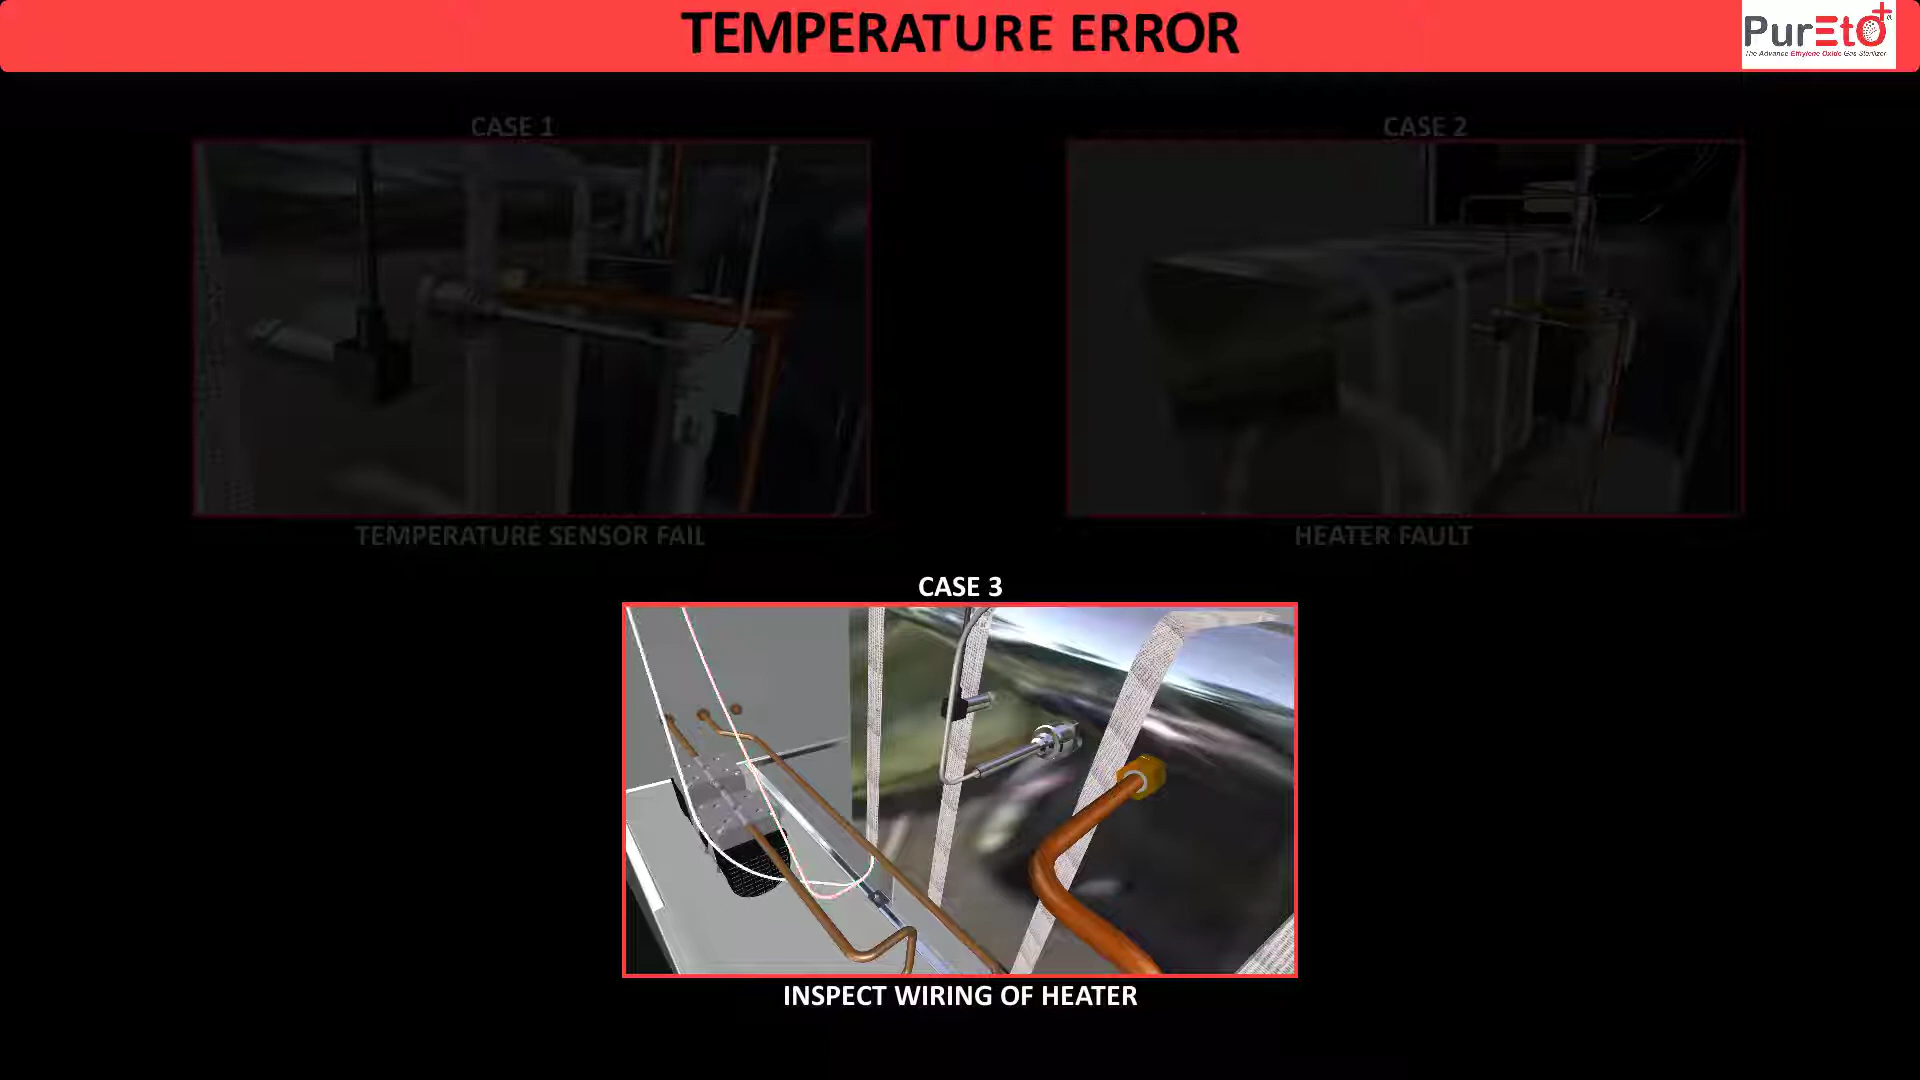 TEMPERATURE ERROR
PurEtO+
The Advance Ethylene Oxide Gas Sterilizer
CASE 1
CASE 2
TEMPERATURE SENSOR FAIL
HEATER FAULT
CASE 3
INSPECT WIRING OF HEATER